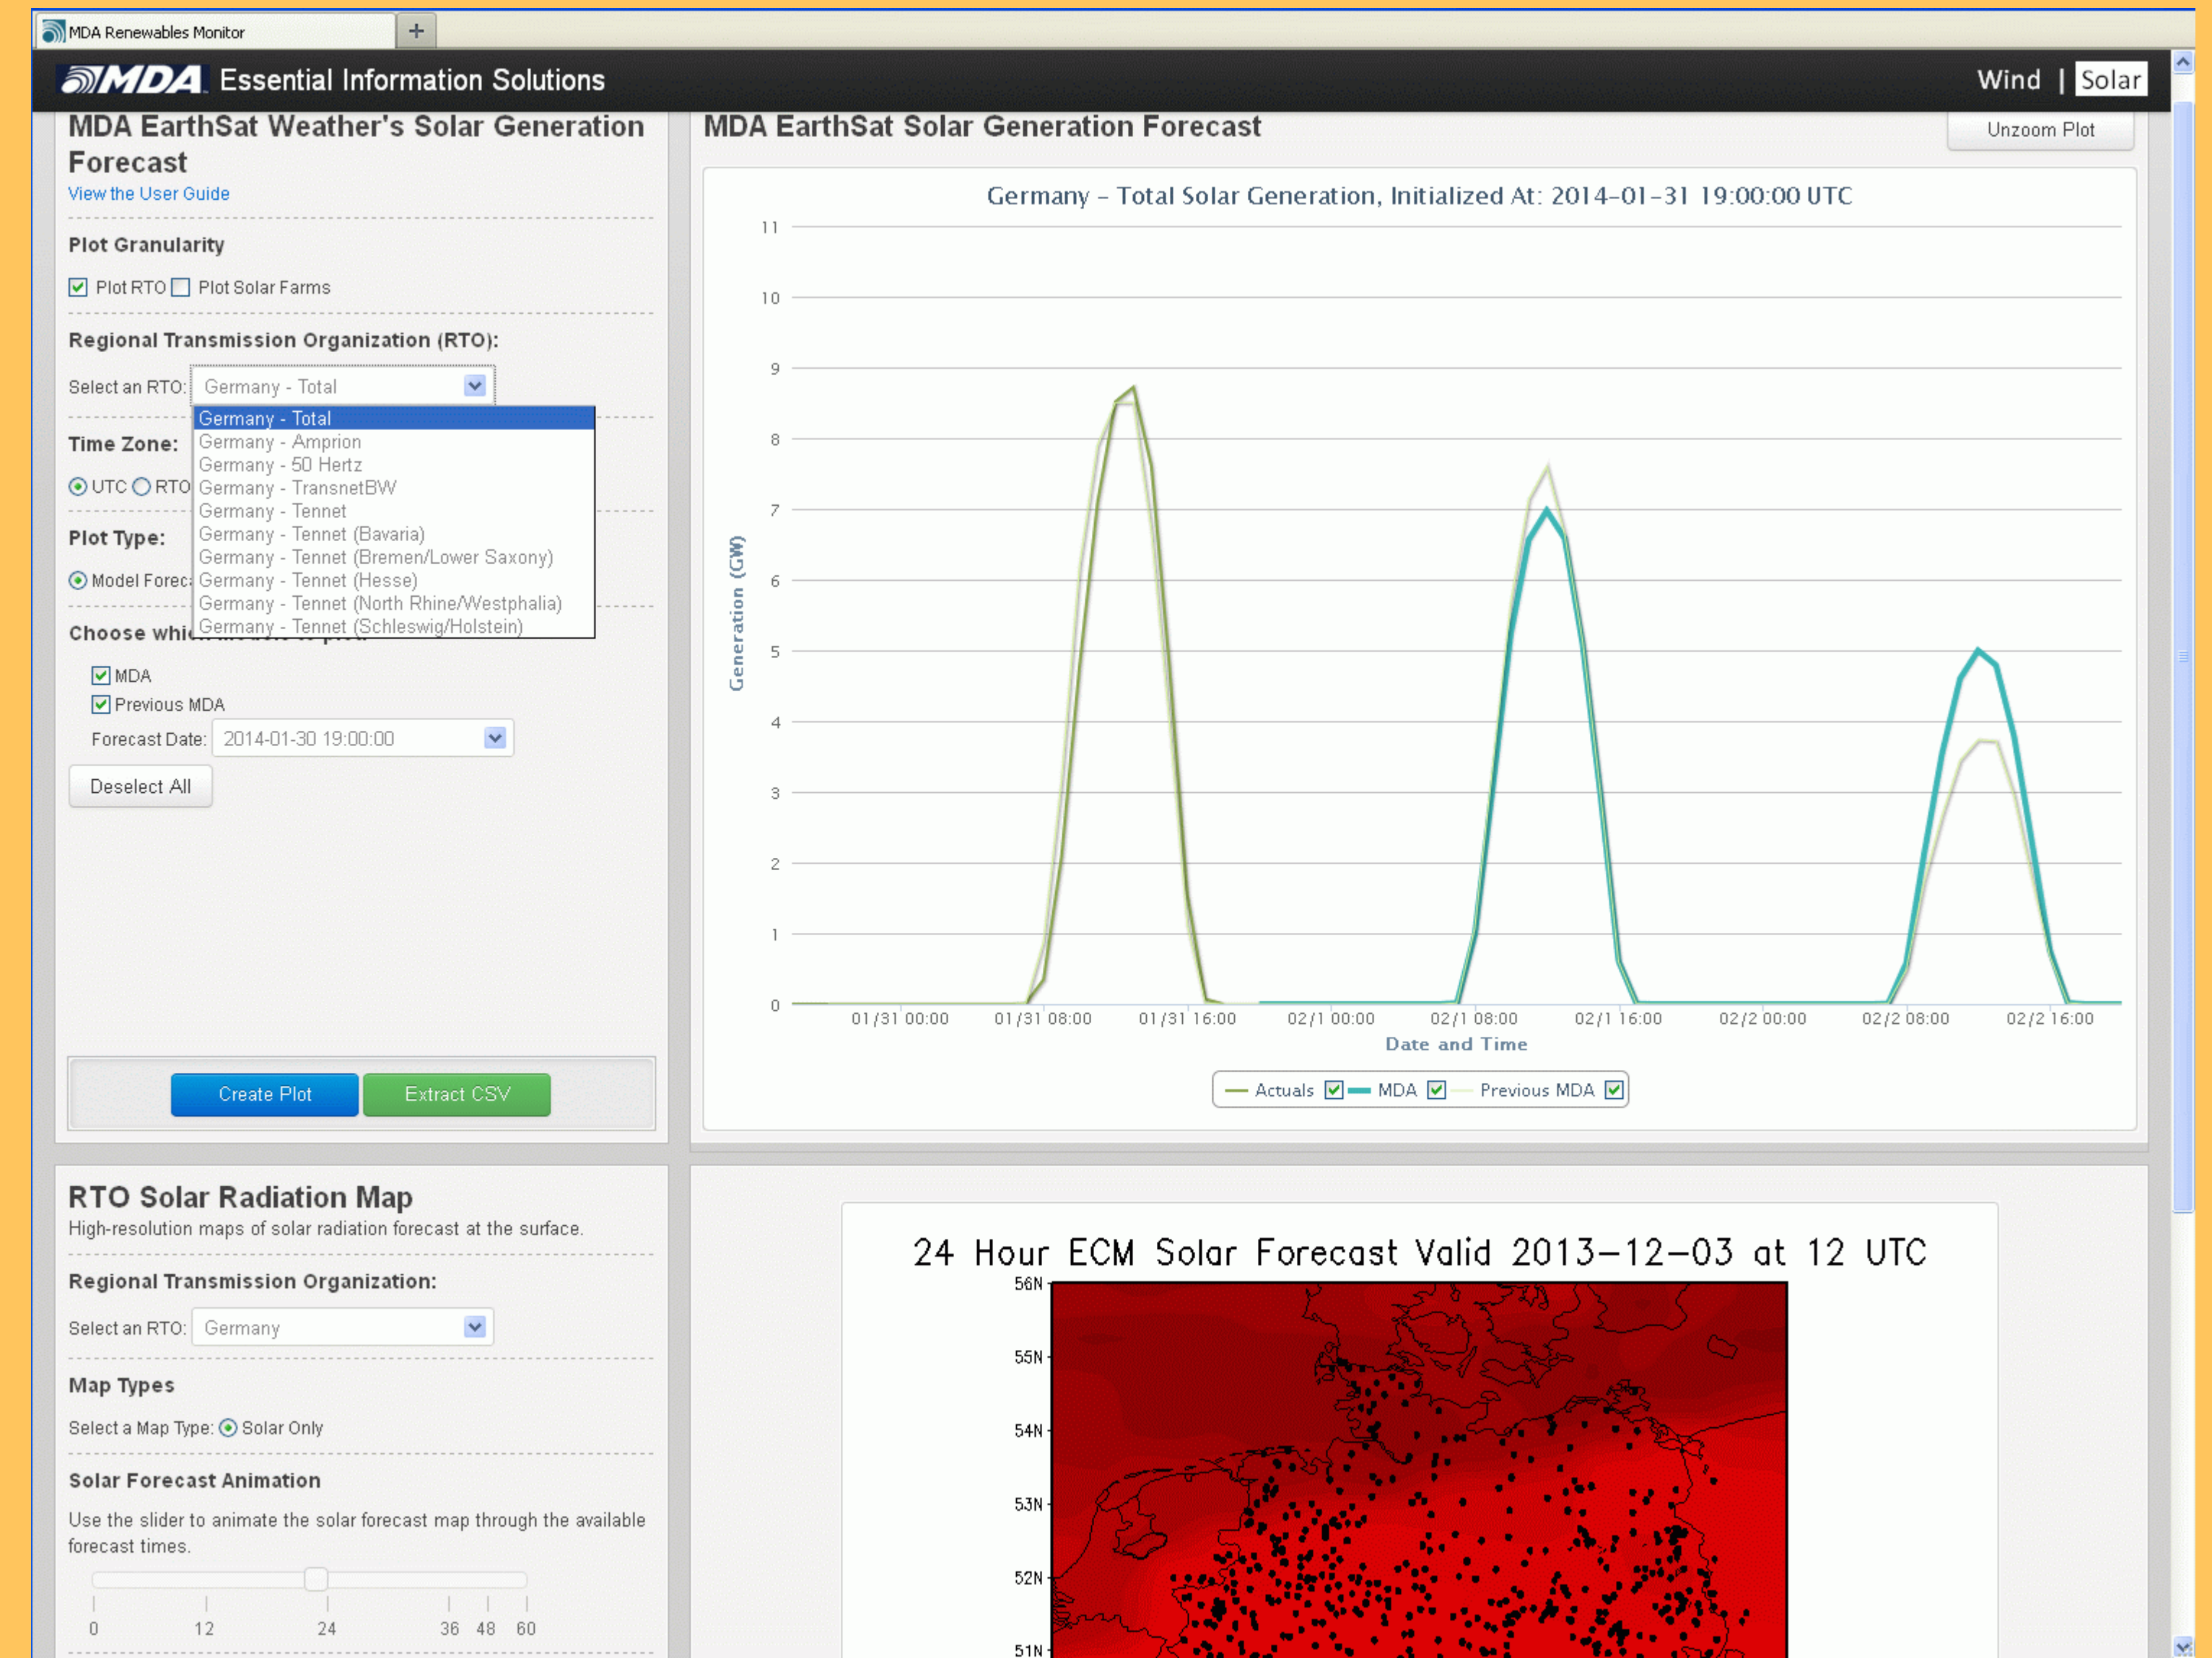 MDA Renewables Monitor
+
MDA Essential Information Solutions
Wind | Solar
MDA EarthSat Weather's Solar Generation
Forecast
View the User Guide
Plot Granularity
Plot RTO Plot Solar Farms
Regional Transmission Organization (RTO):
Select an RTO: Germany - Total
Germany - Total
Germany - Amprion
Germany - 50 Hertz
Germany - TransnetBW
Germany - Tennet
Germany - Tennet (Bavaria)
Germany - Tennet (Bremen/Lower Saxony)
Germany - Tennet (Hesse)
Germany - Tennet (North Rhine/Westphalia)
Germany - Tennet (Schleswig/Holstein)
Time Zone:
UTC RTO
Plot Type:
Model Forec
Choose whi
MDA
Previous MDA
Forecast Date: 2014-01-30 19:00:00
Deselect All
Create Plot Extract CSV
MDA EarthSat Solar Generation Forecast
Unzoom Plot
Germany - Total Solar Generation, Initialized At: 2014-01-31 19:00:00 UTC
Generation (GW)
11
10
9
8
7
6
5
4
3
2
1
0
01/31 00:00 01/31 08:00 01/31 16:00 02/1 00:00 02/1 08:00 02/1 16:00 02/2 00:00 02/2 08:00 02/2 16:00
Date and Time
Actuals MDA Previous MDA
RTO Solar Radiation Map
High-resolution maps of solar radiation forecast at the surface.
Regional Transmission Organization:
Select an RTO: Germany
Map Types
Select a Map Type: Solar Only
Solar Forecast Animation
Use the slider to animate the solar forecast map through the available
forecast times.
0 12 24 36 48 60
24 Hour ECM Solar Forecast Valid 2013-12-03 at 12 UTC
56N
55N
54N
53N
52N
51N